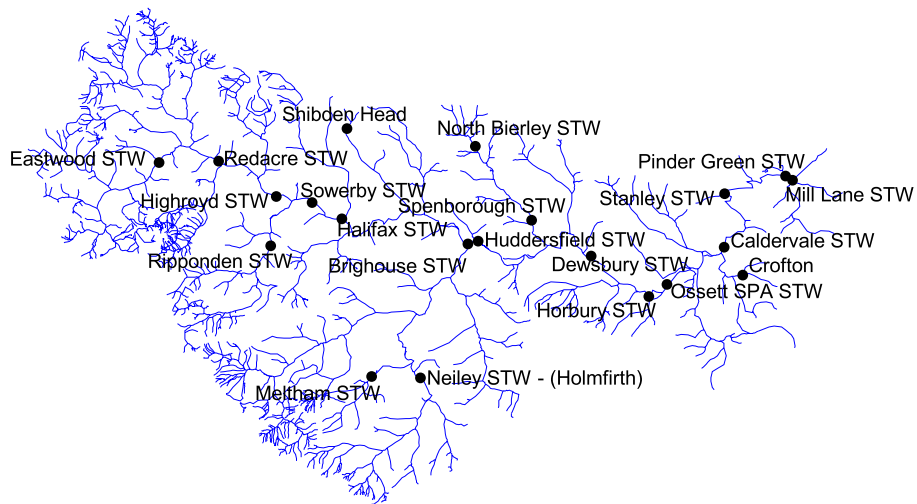 Shibden Head
North Bierley STW
Eastwood STW
Redacre STW
Pinder Green STW
Mill Lane STW
Highroyd STW
Sowerby STW
Stanley STW
Spenborough STW
Halifax STW
Huddersfield STW
Caldervale STW
Ripponden STW
Brighouse STW
Dewsbury STW
Crofton
Ossett SPA STW
Horbury STW
Meltham STW
Neiley STW - (Holmfirth)